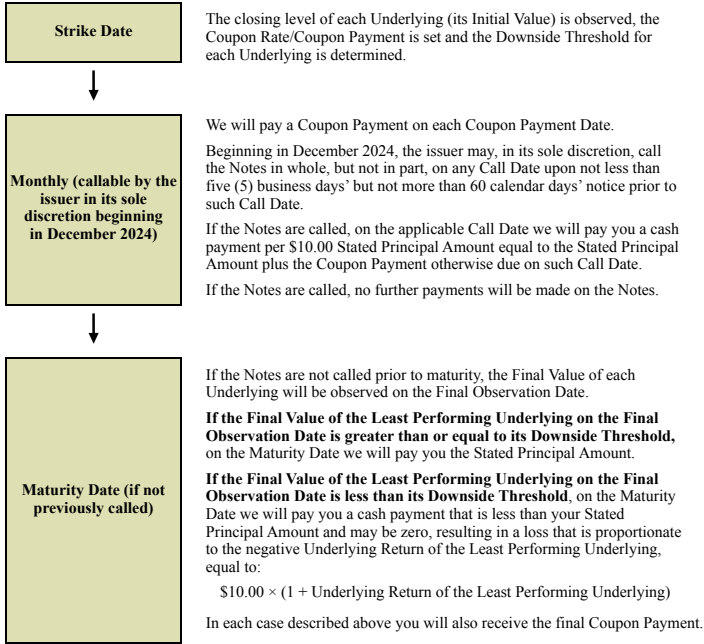 Strike Date
The closing level of each Underlying (its Initial Value) is observed, the
Coupon Rate/Coupon Payment is set and the Downside Threshold for
each Underlying is determined.
Monthly (callable by the
issuer in its sole
discretion beginning
in December 2024)
We will pay a Coupon Payment on each Coupon Payment Date.
Beginning in December 2024, the issuer may, in its sole discretion, call
the Notes in whole, but not in part, on any Call Date upon not less than
five (5) business days’ but not more than 60 calendar days’ notice prior to
such Call Date.
If the Notes are called, on the applicable Call Date we will pay you a cash
payment per $10.00 Stated Principal Amount equal to the Stated Principal
Amount plus the Coupon Payment otherwise due on such Call Date.
If the Notes are called, no further payments will be made on the Notes.
Maturity Date (if not
previously called)
If the Notes are not called prior to maturity, the Final Value of each
Underlying will be observed on the Final Observation Date.
If the Final Value of the Least Performing Underlying on the Final
Observation Date is greater than or equal to its Downside Threshold,
on the Maturity Date we will pay you the Stated Principal Amount.
If the Final Value of the Least Performing Underlying on the Final
Observation Date is less than its Downside Threshold, on the Maturity
Date we will pay you a cash payment that is less than your Stated
Principal Amount and may be zero, resulting in a loss that is proportionate
to the negative Underlying Return of the Least Performing Underlying,
equal to:
$10.00 × (1 + Underlying Return of the Least Performing Underlying)
In each case described above you will also receive the final Coupon Payment.